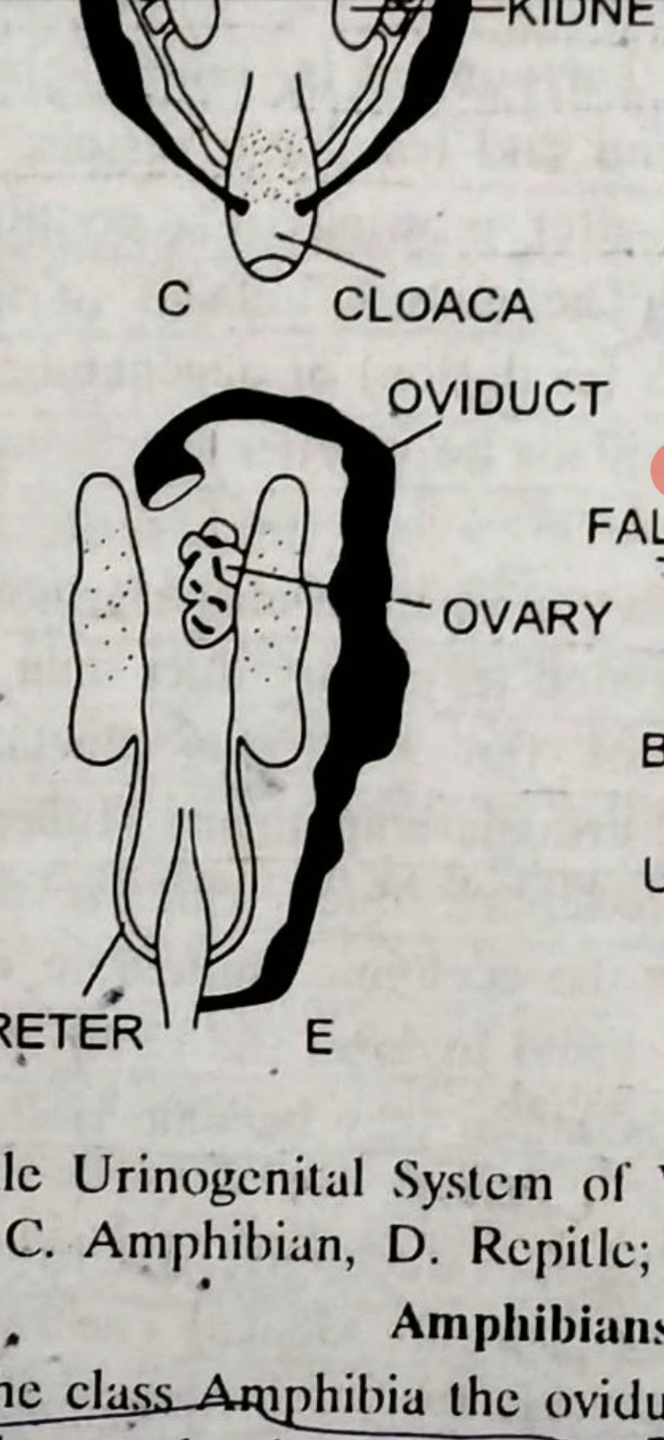 KIDNE
C
CLOACA
OVIDUCT
FAL
OVARY
B
U
RETER
E
le Urinogenital System of V
C. Amphibian, D. Repitle;
Amphibians
he class Amphibia the ovidu